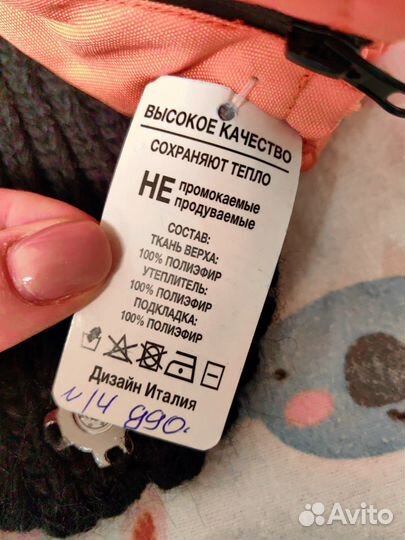 ВЫСОКОЕ КАЧЕСТВО
СОХРАНЯЮТ ТЕПЛО
НЕ промокаемые
продуваемые
СОСТАВ:
ТКАНЬ ВЕРХА:
100% ПОЛИЭФИР
УТЕПЛИТЕЛЬ:
100% ПОЛИЭФИР
ПОДКЛАДКА:
100% ПОЛИЭФИР
Дизайн Италия
N14 990
Avito